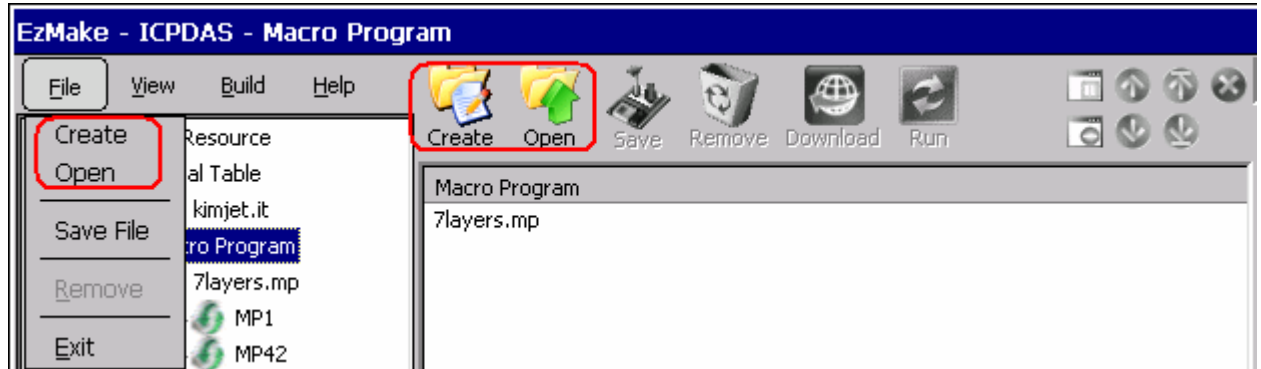 EzMake - ICPDAS - Macro Program
File View Build Help
Create Open Save Remove Download Run
Create
Open
Save File
Remove
Exit
Resource
al Table
kimjet.it
ro Program
7layers.mp
MP1
MP42
Macro Program
7layers.mp